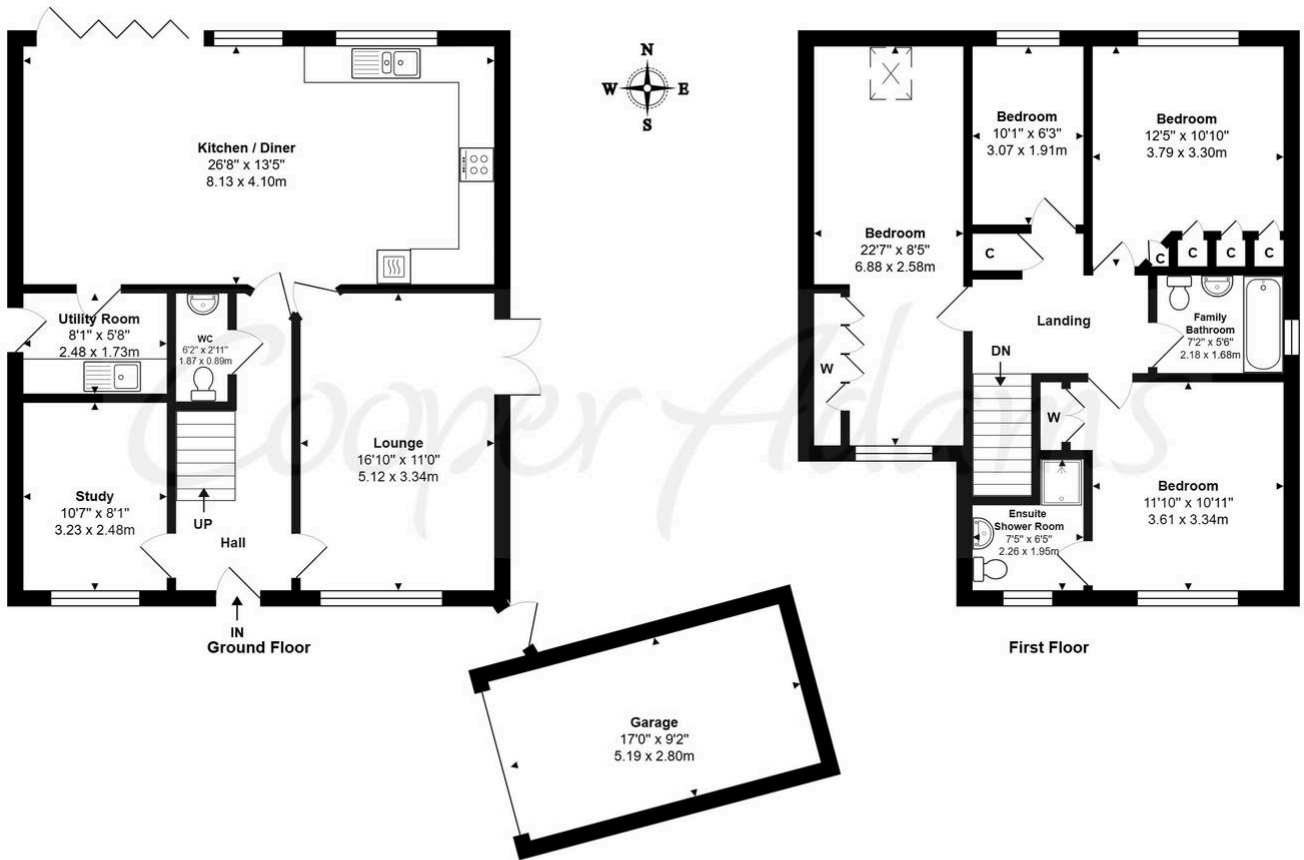 N
W E
S
Kitchen / Diner
26'8" x 13'5"
8.13 x 4.10m
Utility Room
8'1" x 5'8"
2.48 x 1.73m
WC
6'2" x 2'11"
1.87 x 0.89m
Lounge
16'10" x 11'0"
5.12 x 3.34m
Study
10'7" x 8'1"
3.23 x 2.48m
UP
Hall
IN
Ground Floor
Bedroom
22'7" x 8'5"
6.88 x 2.58m
Bedroom
10'1" x 6'3"
3.07 x 1.91m
Bedroom
12'5" x 10'10"
3.79 x 3.30m
C
C
C
C
C
W
Landing
DN
Family
Bathroom
7'2" x 5'6"
2.18 x 1.68m
W
Bedroom
11'10" x 10'11"
3.61 x 3.34m
Ensuite
Shower Room
7'5" x 6'5"
2.26 x 1.95m
First Floor
Garage
17'0" x 9'2"
5.19 x 2.80m
Cooper Adams